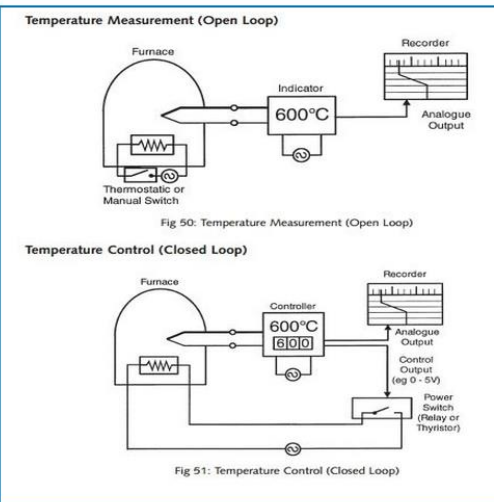 Temperature Measurement (Open Loop)
Furnace
Recorder
Indicator
600°C
Analogue
Output
Thermostatic or
Manual Switch
Fig 50: Temperature Measurement (Open Loop)
Temperature Control (Closed Loop)
Furnace
Recorder
Controller
600°C
600
Analogue
Output
Control
Output
(eg 0 - 5V)
Power
Switch
(Relay or
Thyristor)
Fig 51: Temperature Control (Closed Loop)